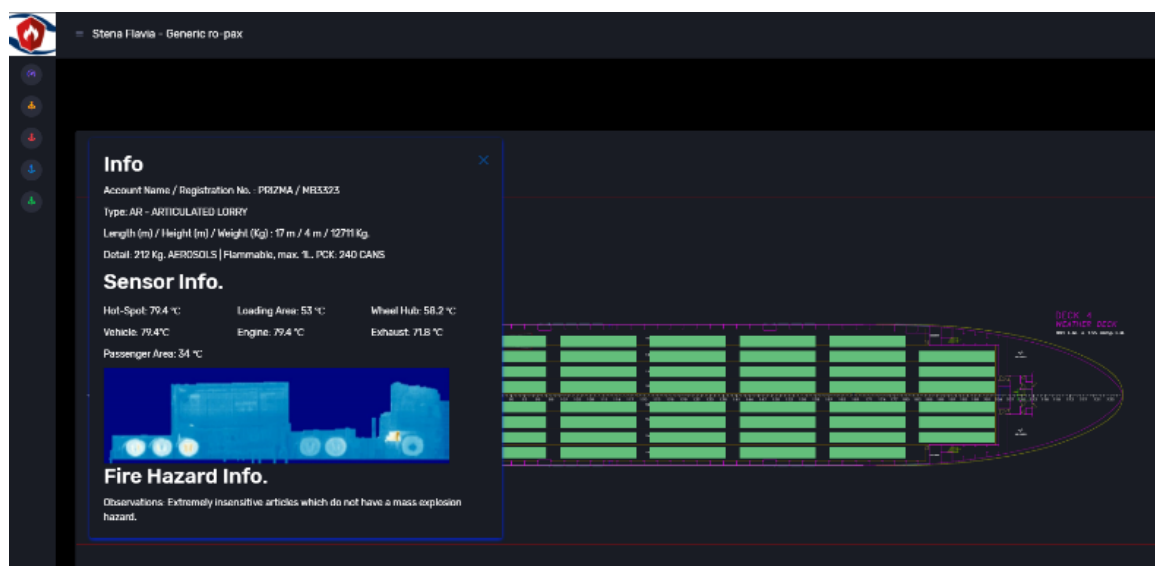 Stena Flavia - Generic ro-pax
Info
Account Name / Registration No. : PRIZMA / MB3323
Type: AR - ARTICULATED LORRY
Length (m) / Height (m) / Weight (Kg) : 17 m / 4 m / 12711 Kg.
Detail: 212 Kg. AEROSOLS | Flammable, max. 1L. PCK: 240 CANS
Sensor Info.
Hot-Spot: 79.4 °C Loading Area: 53 °C Wheel Hub: 58.2 °C
Vehicle: 79.4°C Engine: 79.4 °C Exhaust: 71.8 °C
Passenger Area: 34 °C
Fire Hazard Info.
Observations: Extremely insensitive articles which do not have a mass explosion
hazard.
DECK 4
WEATHER DECK